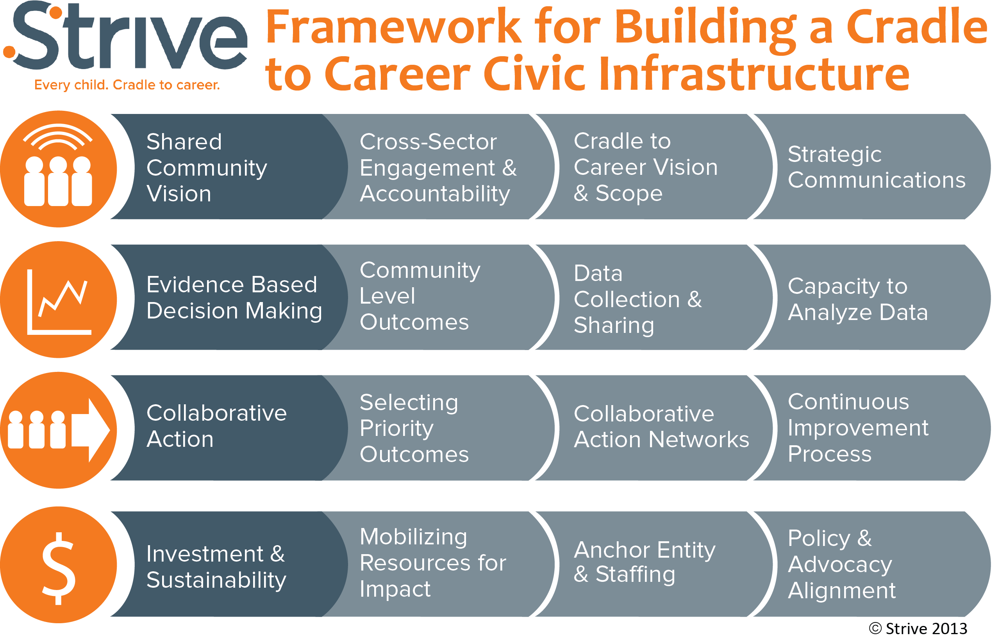 Strive
Every child. Cradle to career.
Framework for Building a Cradle
to Career Civic Infrastructure
Shared
Community
Vision
Cross-Sector
Engagement &
Accountability
Cradle to
Career Vision
& Scope
Strategic
Communications
Evidence Based
Decision Making
Community
Level
Outcomes
Data
Collection &
Sharing
Capacity to
Analyze Data
Collaborative
Action
Selecting
Priority
Outcomes
Collaborative
Action Networks
Continuous
Improvement
Process
$
Investment &
Sustainability
Mobilizing
Resources for
Impact
Anchor Entity
& Staffing
Policy &
Advocacy
Alignment
© Strive 2013